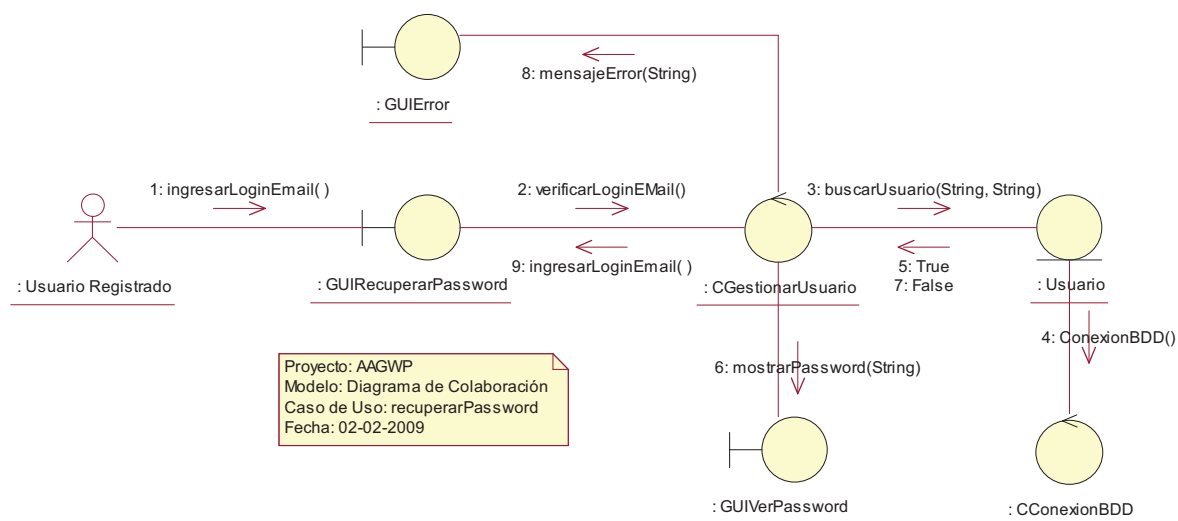 8: mensajeError(String)
: GUIError
1: ingresarLoginEmail( )
2: verificarLoginEMail()
3: buscarUsuario(String, String)
9: ingresarLoginEmail( )
5: True
7: False
: Usuario Registrado
: GUIRecuperarPassword
: CGestionarUsuario
: Usuario
4: ConexionBDD()
Proyecto: AAGWP
Modelo: Diagrama de Colaboración
Caso de Uso: recuperarPassword
Fecha: 02-02-2009
6: mostrarPassword(String)
: GUIVerPassword
: CConexionBDD